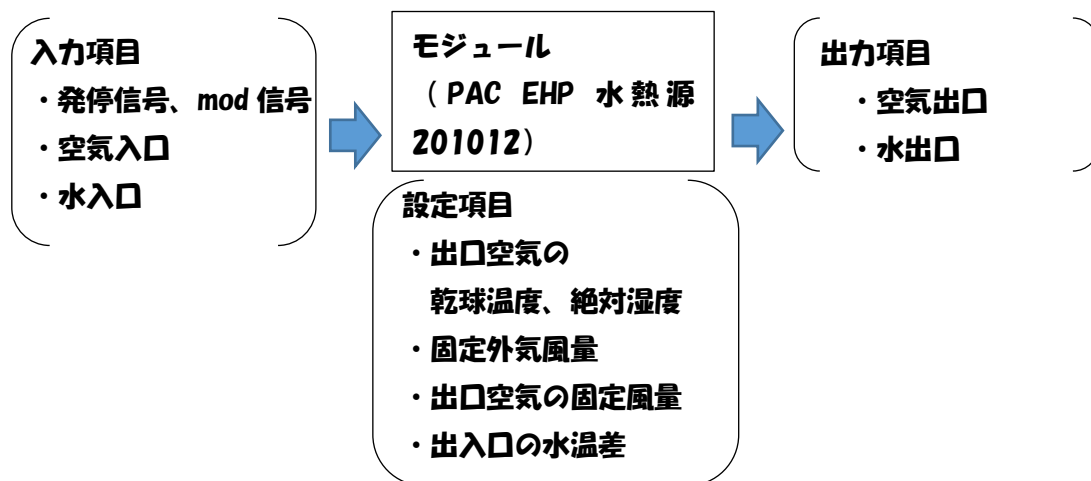 入力項目
・発停信号、mod 信号
・空気入口
・水入口
モジュール
（PAC EHP 水熱源
201012）
設定項目
・出口空気の
乾球温度、絶対湿度
・固定外気風量
・出口空気の固定風量
・出入口の水温差
出力項目
・空気出口
・水出口